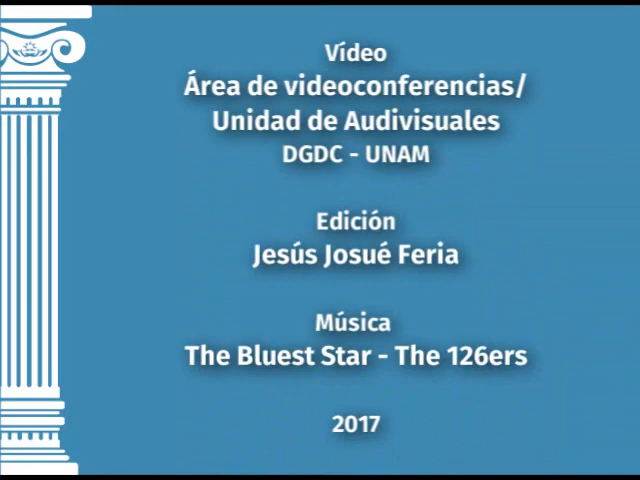 Vídeo
Área de videoconferencias/
Unidad de Audivisuales
DGDC - UNAM
Edición
Jesús Josué Feria
Música
The Bluest Star - The 126ers
2017